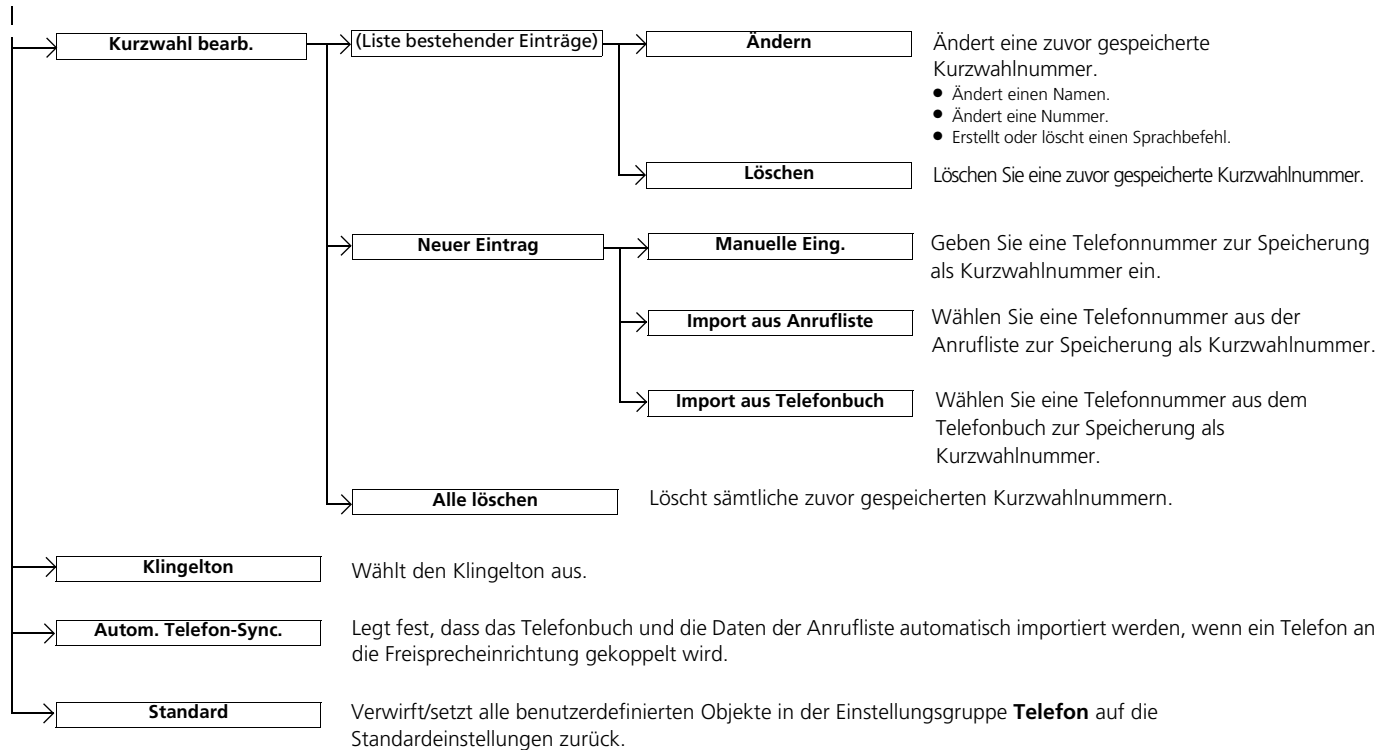 Kurzwahl bearb.
(Liste bestehender Einträge)
Ändern
Ändert eine zuvor gespeicherte
Kurzwahlnummer.
● Ändert einen Namen.
● Ändert eine Nummer.
● Erstellt oder löscht einen Sprachbefehl.
Löschen
Löschen Sie eine zuvor gespeicherte Kurzwahlnummer.
Neuer Eintrag
Manuelle Eing.
Geben Sie eine Telefonnummer zur Speicherung
als Kurzwahlnummer ein.
Import aus Anrufliste
Wählen Sie eine Telefonnummer aus der
Anrufliste zur Speicherung als Kurzwahlnummer.
Import aus Telefonbuch
Wählen Sie eine Telefonnummer aus dem
Telefonbuch zur Speicherung als
Kurzwahlnummer.
Alle löschen
Löscht sämtliche zuvor gespeicherten Kurzwahlnummern.
Klingelton
Wählt den Klingelton aus.
Autom. Telefon-Sync.
Legt fest, dass das Telefonbuch und die Daten der Anrufliste automatisch importiert werden, wenn ein Telefon an
die Freisprecheinrichtung gekoppelt wird.
Standard
Verwirft/setzt alle benutzerdefinierten Objekte in der Einstellungsgruppe Telefon auf die
Standardeinstellungen zurück.